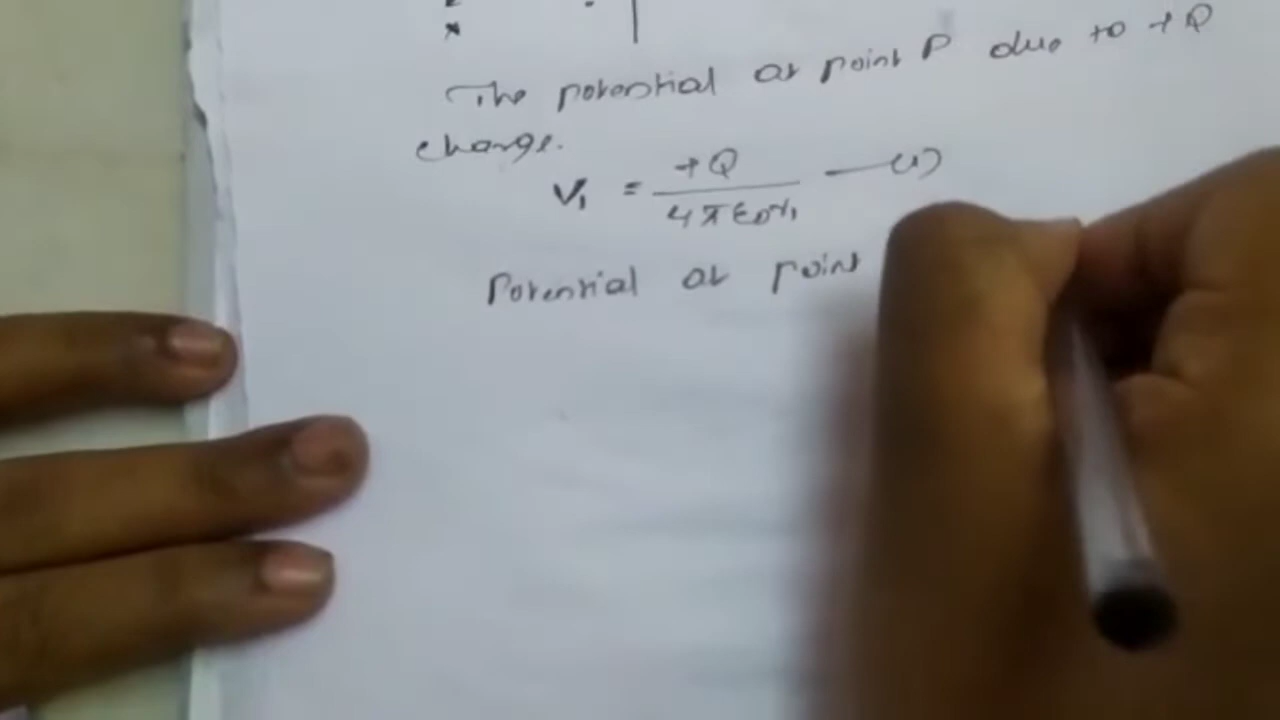 The potential at point P due to +Q
charge.
V₁ = +Q / 4πε₀r₁ —(1)
Potential at point